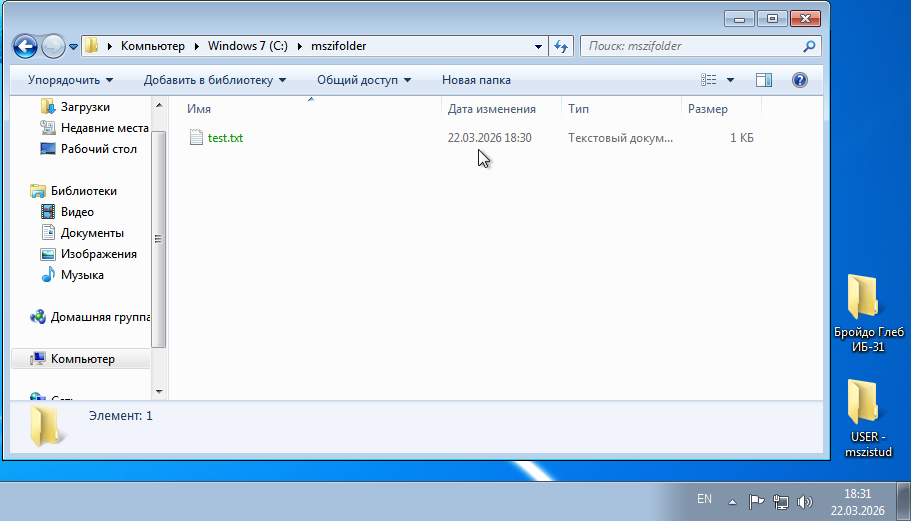 Компьютер
Windows 7 (C:)
mszifolder
Поиск: mszifolder
Упорядочить
Добавить в библиотеку
Общий доступ
Новая папка
Загрузки
Недавние места
Рабочий стол
Библиотеки
Видео
Документы
Изображения
Музыка
Домашняя группа
Компьютер
Имя
Дата изменения
Тип
Размер
test.txt
22.03.2026 18:30
Текстовый докум...
1 КБ
Элемент: 1
Бройдо Глеб
ИБ-31
USER -
mszistud
EN
18:31
22.03.2026